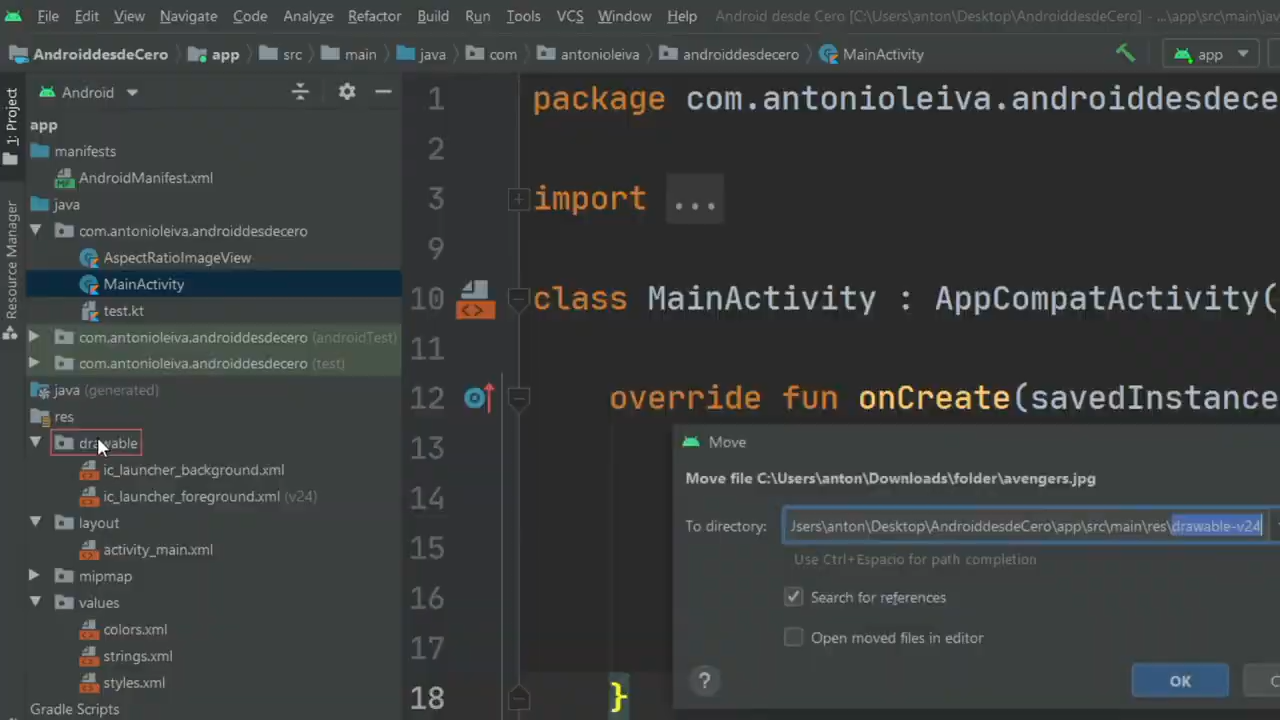 File Edit View Navigate Code Analyze Refactor Build Run Tools VCS Window Help Android desde Cero [C:\Users\anton\Desktop\AndroiddesdeCero] - ...\app\src\main\jav
AndroiddesdeCero app src main java com antonioleiva androiddesdecero MainActivity app
1: Project
Resource Manager
Android
app
manifests
AndroidManifest.xml
java
com.antonioleiva.androiddesdecero
AspectRatioImageView
MainActivity
test.kt
com.antonioleiva.androiddesdecero (androidTest)
com.antonioleiva.androiddesdecero (test)
java (generated)
res
drawable
ic_launcher_background.xml
ic_launcher_foreground.xml (v24)
layout
activity_main.xml
mipmap
values
colors.xml
strings.xml
styles.xml
Gradle Scripts
1 package com.antonioleiva.androiddesdece
2
3 import ...
9
10 class MainActivity : AppCompatActivity(
11
12 override fun onCreate(savedInstance
13
14
15
16
17
18 }
Move
Move file C:\Users\anton\Downloads\folder\avengers.jpg
To directory: Jsers\anton\Desktop\AndroiddesdeCero\app\src\main\res\drawable-v24
Use Ctrl+Espacio for path completion
Search for references
Open moved files in editor
? OK C